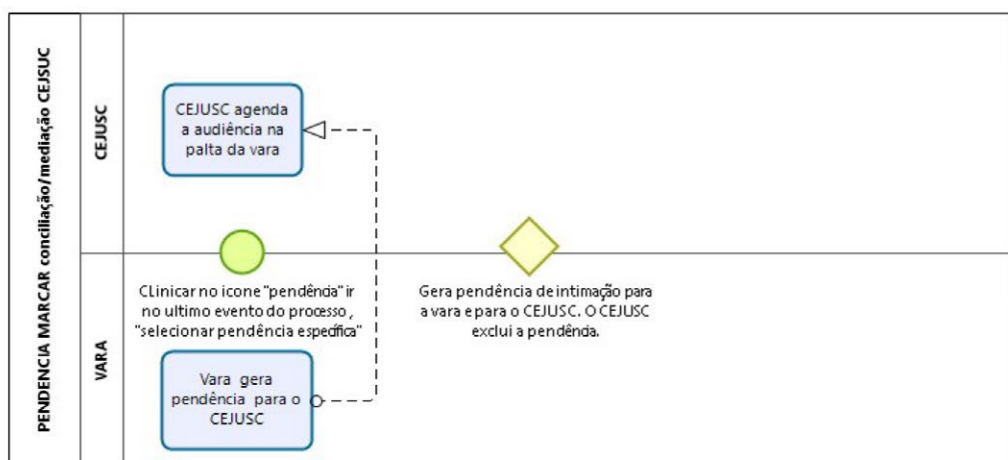 PENDENCIA MARCAR conciliação/mediação CEJSUC
CEJUSC
CEJUSC agenda
a audiência na
palta da vara
VARA
CLinicar no icone "pendência" ir
no ultimo evento do processo ,
"selecionar pendência especifica"
Gera pendência de intimação para
a vara e para o CEJUSC. O CEJUSC
exclui a pendência.
Vara gera
pendência para o
CEJUSC